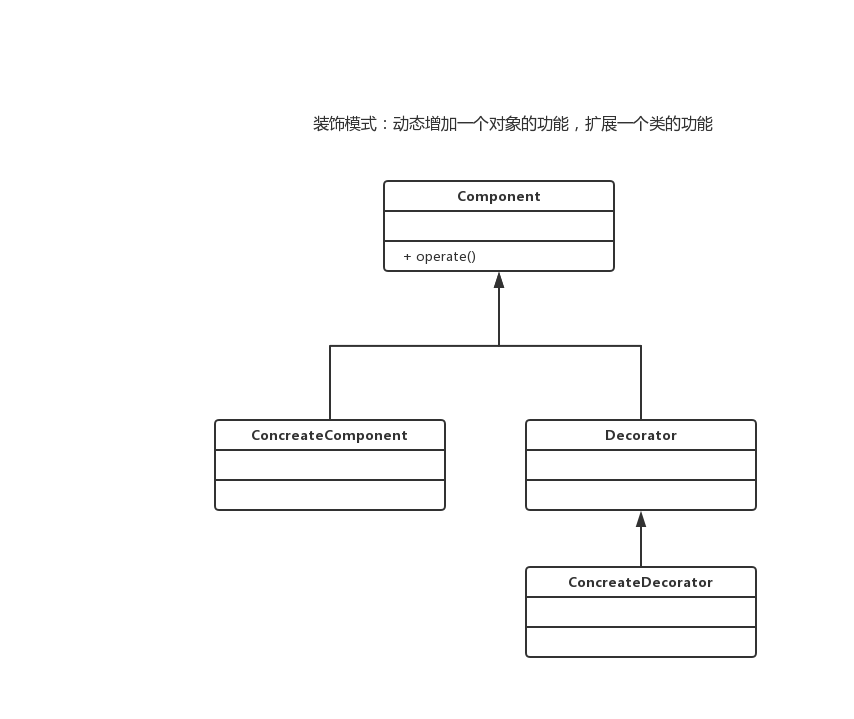 装饰模式：动态增加一个对象的功能，扩展一个类的功能
Component
+ operate()
ConcreateComponent
Decorator
ConcreateDecorator